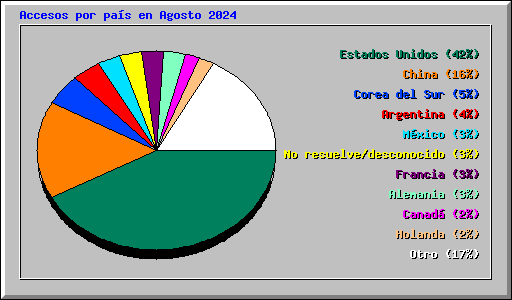 Accesos por país en Agosto 2024
Estados Unidos (42%)
China (16%)
Corea del Sur (5%)
Argentina (4%)
México (3%)
No resuelve/desconocido (3%)
Francia (3%)
Alemania (3%)
Canadá (2%)
Holanda (2%)
Otro (17%)